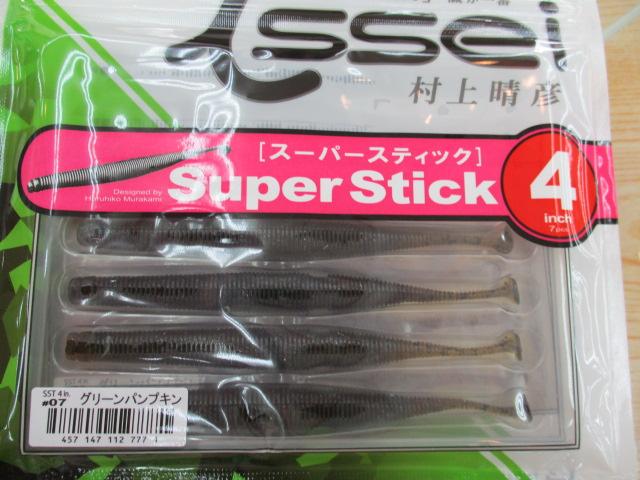 issei
村上晴彦
[スーパースティック]
Super Stick
4
inch
7pcs
Designed by
Haruhiko Murakami
SST 4 in.
#07 グリーンパンプキン
457 147 112 777